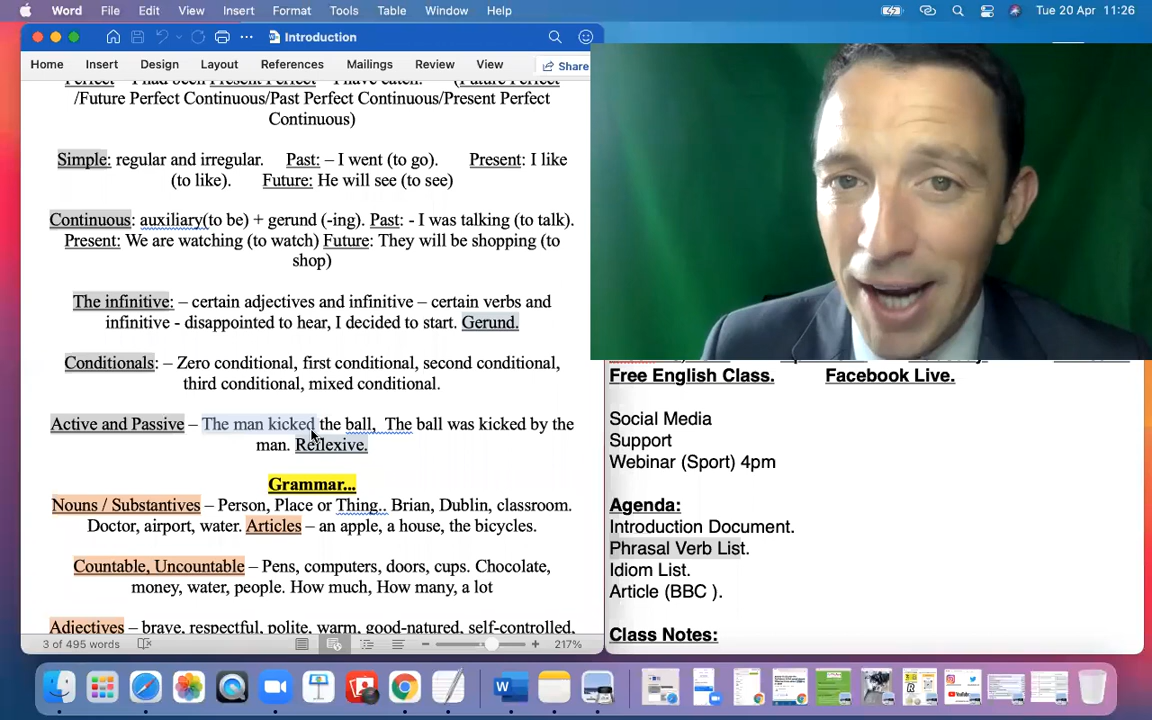 Word File Edit View Insert Format Tools Table Window Help Tue 20 Apr 11:26
Introduction
Home Insert Design Layout References Mailings Review View Share
/Future Perfect Continuous/Past Perfect Continuous/Present Perfect
Continuous)
Simple: regular and irregular. Past: – I went (to go). Present: I like
(to like). Future: He will see (to see)
Continuous: auxiliary(to be) + gerund (-ing). Past: - I was talking (to talk).
Present: We are watching (to watch) Future: They will be shopping (to
shop)
The infinitive: – certain adjectives and infinitive – certain verbs and
infinitive - disappointed to hear, I decided to start. Gerund.
Conditionals: – Zero conditional, first conditional, second conditional,
third conditional, mixed conditional.
Active and Passive – The man kicked the ball, The ball was kicked by the
man. Reflexive.
Grammar...
Nouns / Substantives – Person, Place or Thing.. Brian, Dublin, classroom.
Doctor, airport, water. Articles – an apple, a house, the bicycles.
Countable, Uncountable – Pens, computers, doors, cups. Chocolate,
money, water, people. How much, How many, a lot
Adjectives – brave, respectful, polite, warm, good-natured, self-controlled,
3 of 495 words 217%
Free English Class. Facebook Live.
Social Media
Support
Webinar (Sport) 4pm
Agenda:
Introduction Document.
Phrasal Verb List.
Idiom List.
Article (BBC ).
Class Notes: